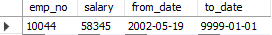 emp_no salary from_date to_date
10044 58345 2002-05-19 9999-01-01